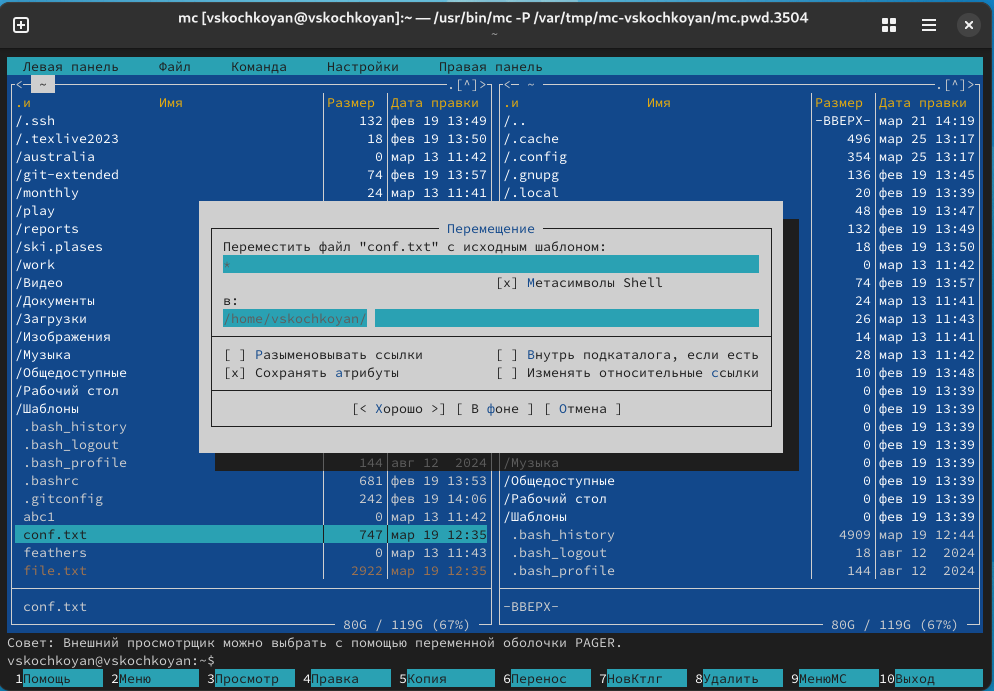 mc [vskochkoyan@vskochkoyan]:~ — /usr/bin/mc -P /var/tmp/mc-vskochkoyan/mc.pwd.3504
~
Левая панель Файл Команда Настройки Правая панель
<─ ~ .[^]> <─ ~ .[^]>
.и Имя Размер Дата правки .и Имя Размер Дата правки
/.ssh 132 фев 19 13:49 /.. -ВВЕРХ- мар 21 14:19
/.texlive2023 18 фев 19 13:50 /.cache 496 мар 25 13:17
/australia 0 мар 13 11:42 /.config 354 мар 25 13:17
/git-extended 74 фев 19 13:57 /.gnupg 136 фев 19 13:45
/monthly 24 мар 13 11:41 /.local 20 фев 19 13:39
/play 48 фев 19 13:47
/reports Перемещение 132 фев 19 13:49
/ski.plases Переместить файл "conf.txt" с исходным шаблоном: 18 фев 19 13:50
/work * 0 мар 13 11:42
/Видео [x] Метасимволы Shell 74 фев 19 13:57
/Документы в: 24 мар 13 11:41
/Загрузки /home/vskochkoyan/ 26 мар 13 11:43
/Изображения 14 мар 13 11:41
/Музыка [ ] Разыменовывать ссылки [ ] Внутрь подкаталога, если есть 28 мар 13 11:42
/Общедоступные [x] Сохранять атрибуты [ ] Изменять относительные ссылки 10 фев 19 13:48
/Рабочий стол 0 фев 19 13:39
/Шаблоны [< Хорошо >] [ В фоне ] [ Отмена ] 0 фев 19 13:39
.bash_history 0 фев 19 13:39
.bash_logout 0 фев 19 13:39
.bash_profile 144 авг 12 2024 /Музыка 0 фев 19 13:39
.bashrc 681 фев 19 13:53 /Общедоступные 0 фев 19 13:39
.gitconfig 242 фев 19 14:06 /Рабочий стол 0 фев 19 13:39
abc1 0 мар 13 11:42 /Шаблоны 0 фев 19 13:39
conf.txt 747 мар 19 12:35 .bash_history 4909 мар 19 12:44
feathers 0 мар 13 11:43 .bash_logout 18 авг 12 2024
file.txt 2922 мар 19 12:35 .bash_profile 144 авг 12 2024
conf.txt -ВВЕРХ-
80G / 119G (67%) 80G / 119G (67%)
Совет: Внешний просмотрщик можно выбрать с помощью переменной оболочки PAGER.
vskochkoyan@vskochkoyan:~$
1Помощь 2Меню 3Просмотр 4Правка 5Копия 6Перенос 7НовКтлг 8Удалить 9МенюМС 10Выход